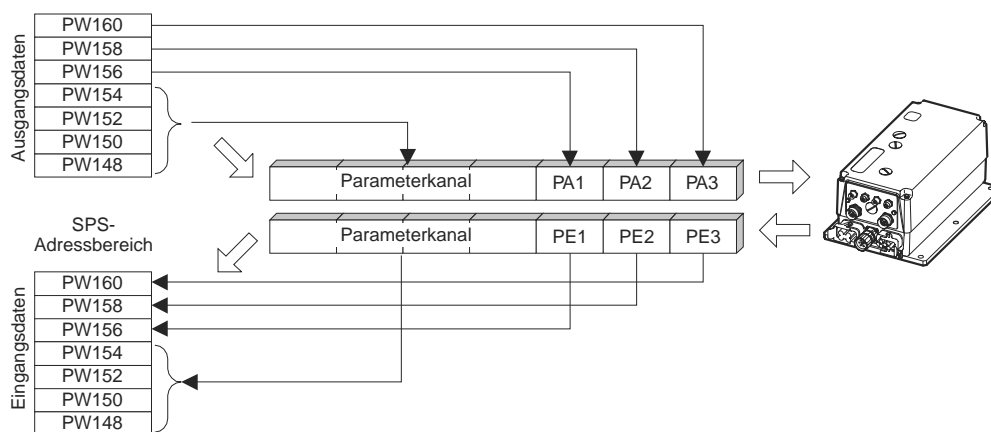 Ausgangsdaten
PW160
PW158
PW156
PW154
PW152
PW150
PW148
Parameterkanal PA1 PA2 PA3
Parameterkanal PE1 PE2 PE3
SPS-
Adressbereich
Eingangsdaten
PW160
PW158
PW156
PW154
PW152
PW150
PW148